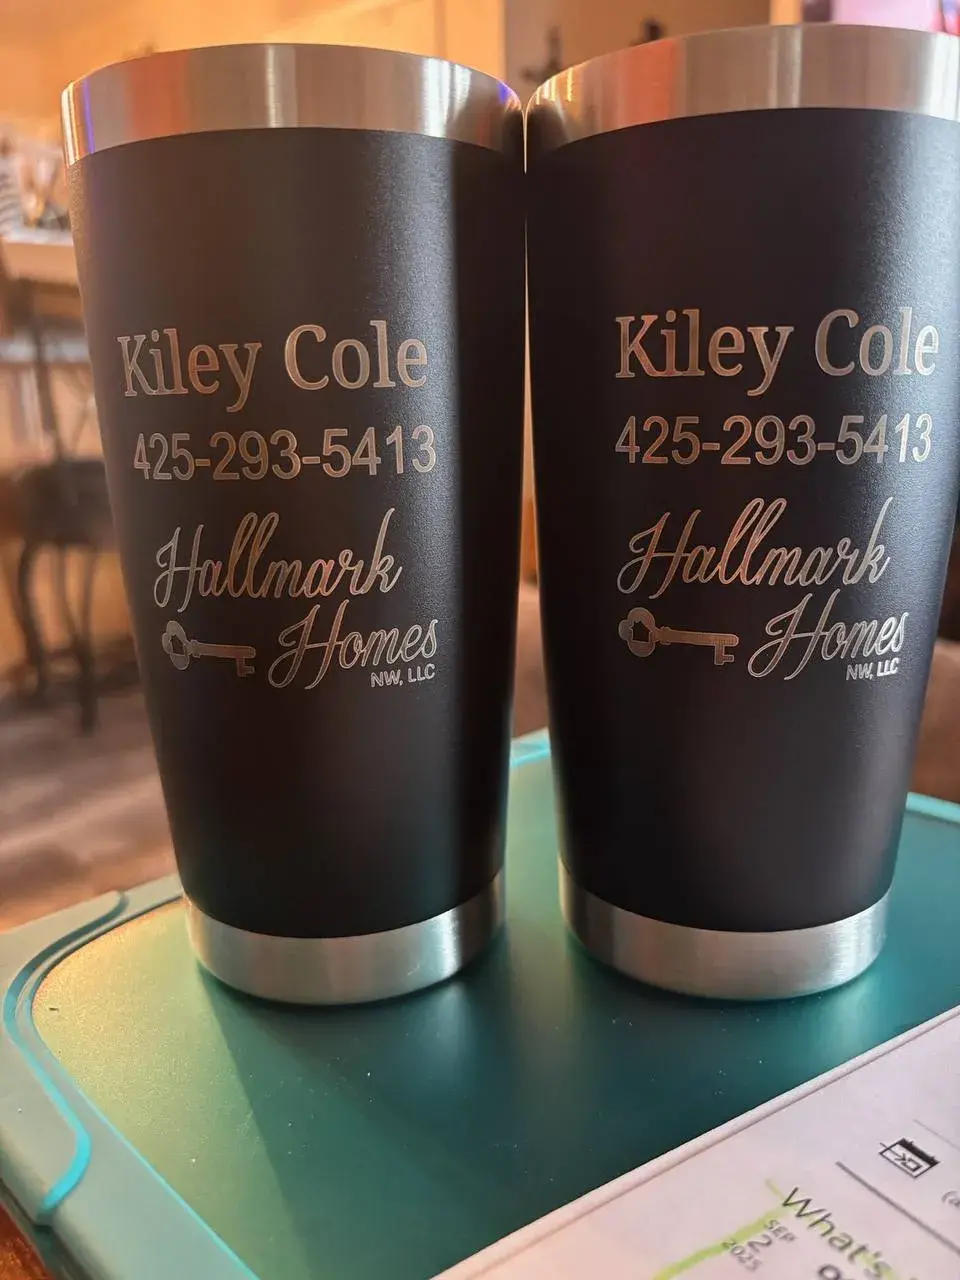 Kiley Cole
425-293-5413
Hallmark
Homes
NW, LLC
Kiley Cole
425-293-5413
Hallmark
Homes
NW, LLC
What's
SEP
2
2025